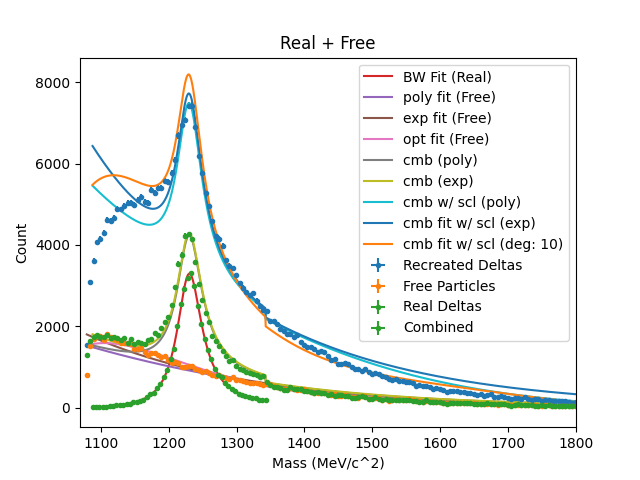 Real + Free
8000
6000
4000
2000
0
Count
1100 1200 1300 1400 1500 1600 1700 1800
Mass (MeV/c^2)
BW Fit (Real)
poly fit (Free)
exp fit (Free)
opt fit (Free)
cmb (poly)
cmb (exp)
cmb w/ scl (poly)
cmb fit w/ scl (exp)
cmb fit w/ scl (deg: 10)
Recreated Deltas
Free Particles
Real Deltas
Combined